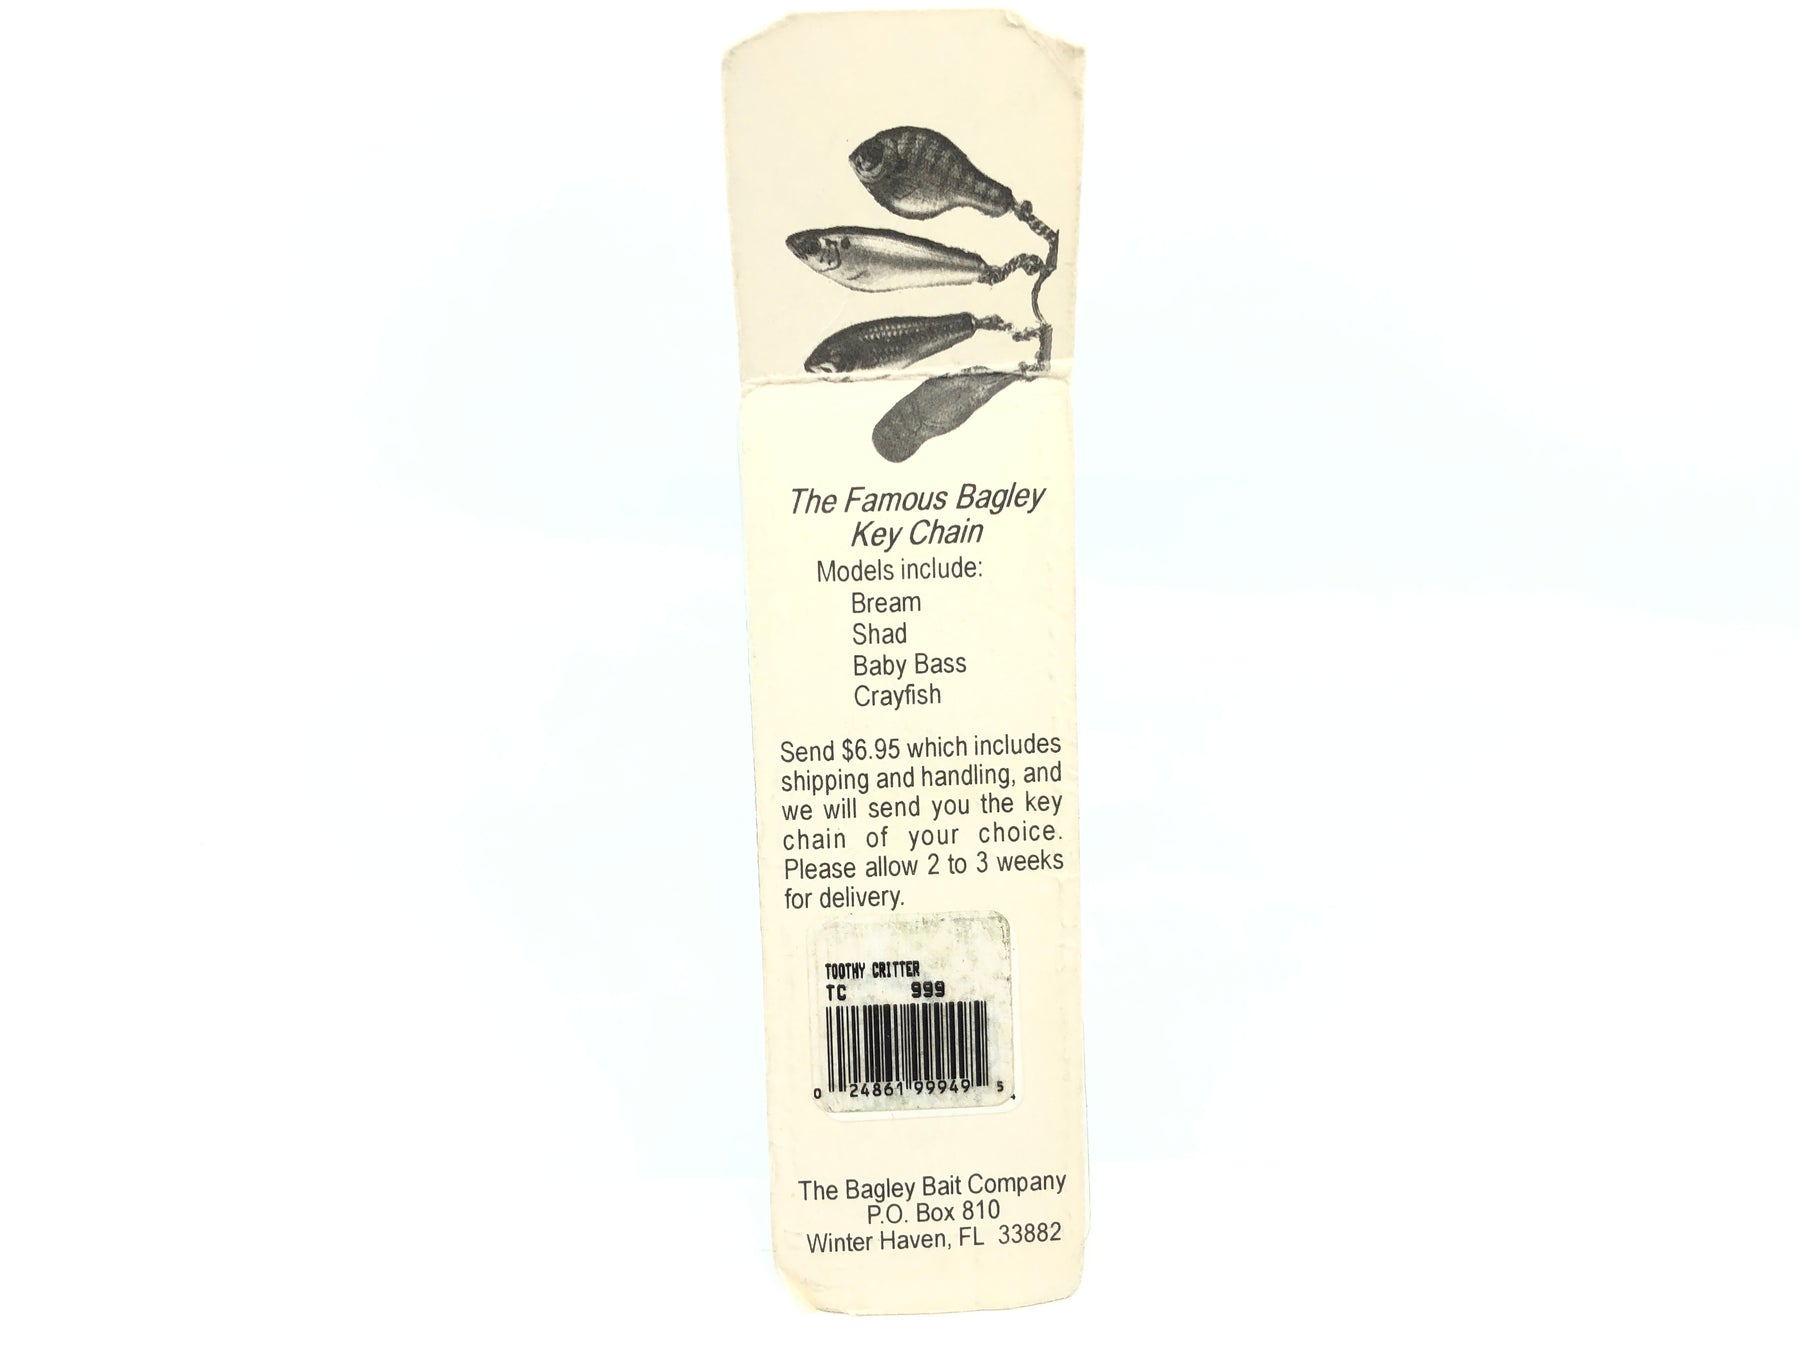 The Famous Bagley
Key Chain
Models include:
Bream
Shad
Baby Bass
Crayfish
Send $6.95 which includes
shipping and handling, and
we will send you the key
chain of your choice.
Please allow 2 to 3 weeks
for delivery.
TOOTHY CRITTER
TC 999
0 24861 99949 5
The Bagley Bait Company
P.O. Box 810
Winter Haven, FL 33882